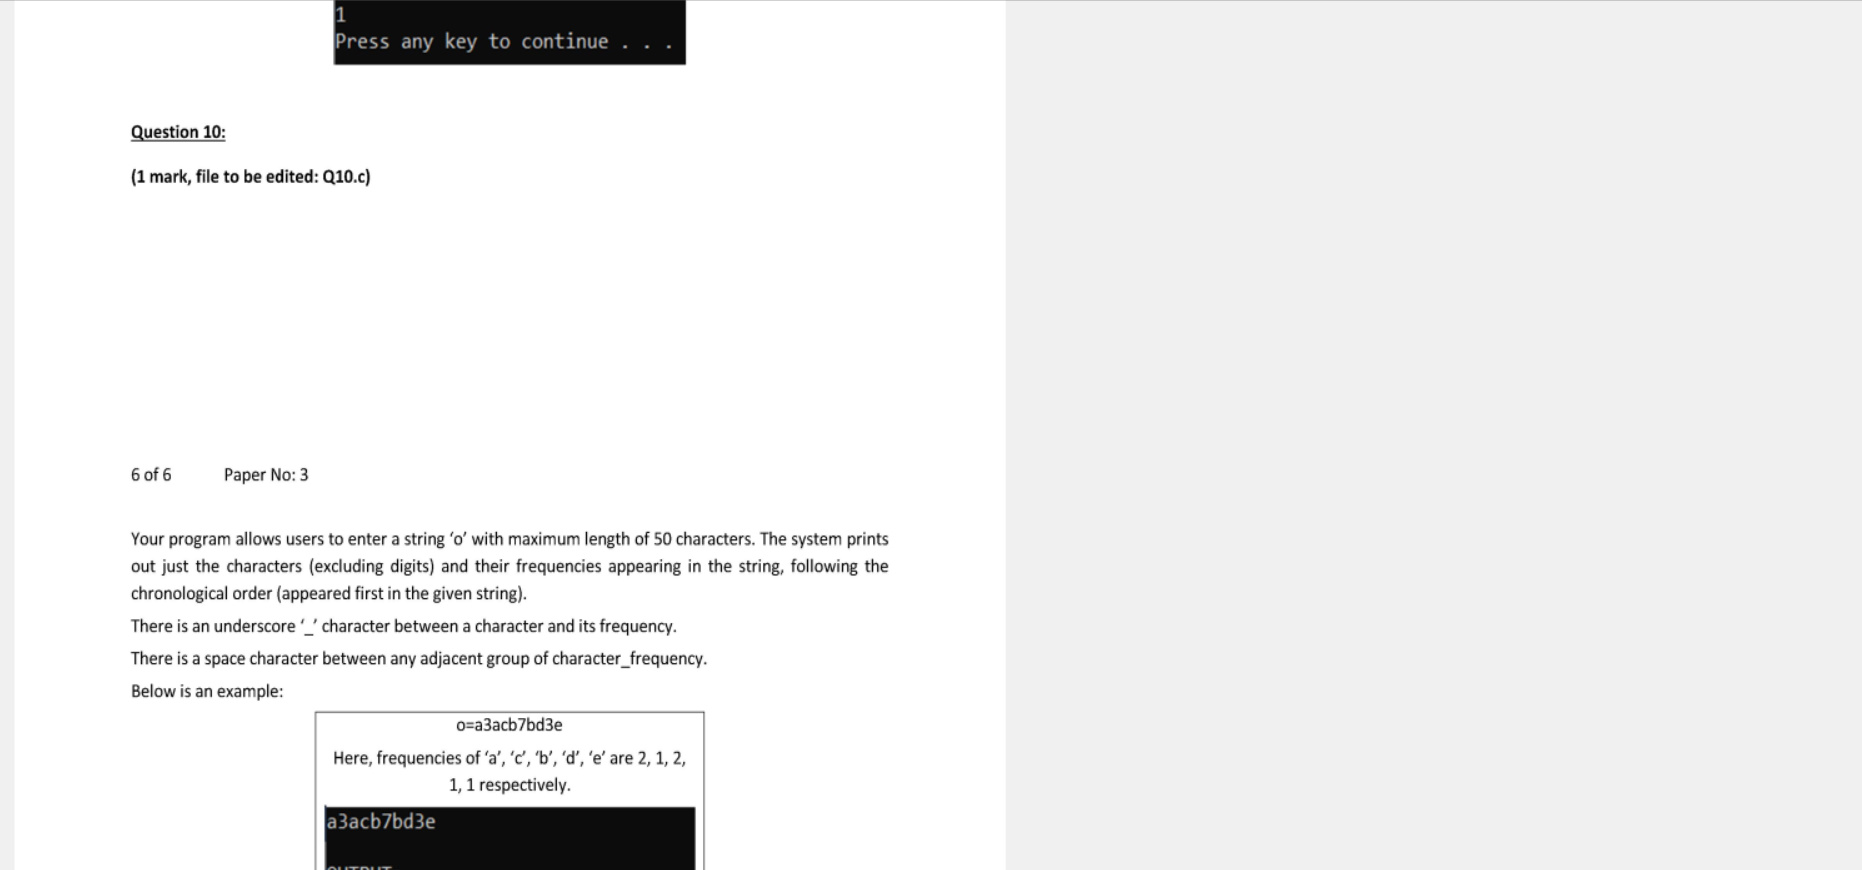 1
Press any key to continue . . .
Question 10:
(1 mark, file to be edited: Q10.c)
6 of 6 Paper No: 3
Your program allows users to enter a string ‘o’ with maximum length of 50 characters. The system prints
out just the characters (excluding digits) and their frequencies appearing in the string, following the
chronological order (appeared first in the given string).
There is an underscore ‘_’ character between a character and its frequency.
There is a space character between any adjacent group of character_frequency.
Below is an example:
o=a3acb7bd3e
Here, frequencies of ‘a’, ‘c’, ‘b’, ‘d’, ‘e’ are 2, 1, 2,
1, 1 respectively.
a3acb7bd3e
OUTPUT